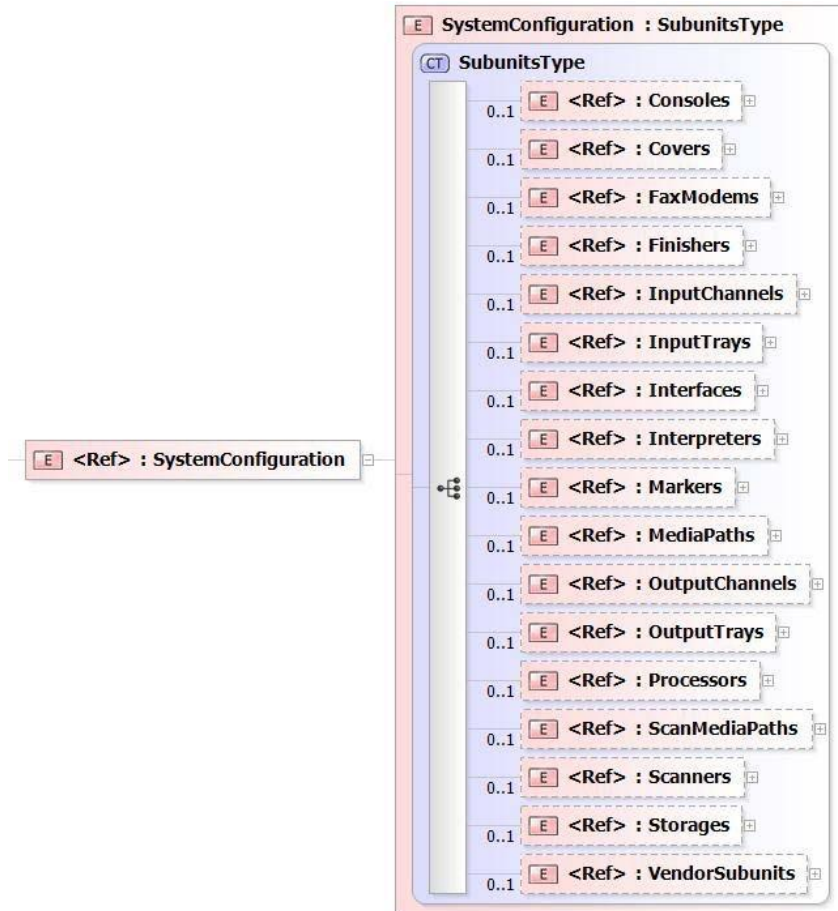 E SystemConfiguration : SubunitsType
CT SubunitsType
E <Ref> : Consoles
0..1
E <Ref> : Covers
0..1
E <Ref> : FaxModems
0..1
E <Ref> : Finishers
0..1
E <Ref> : InputChannels
0..1
E <Ref> : InputTrays
0..1
E <Ref> : Interfaces
0..1
E <Ref> : Interpreters
0..1
E <Ref> : SystemConfiguration
E <Ref> : Markers
0..1
E <Ref> : MediaPaths
0..1
E <Ref> : OutputChannels
0..1
E <Ref> : OutputTrays
0..1
E <Ref> : Processors
0..1
E <Ref> : ScanMediaPaths
0..1
E <Ref> : Scanners
0..1
E <Ref> : Storages
0..1
E <Ref> : VendorSubunits
0..1